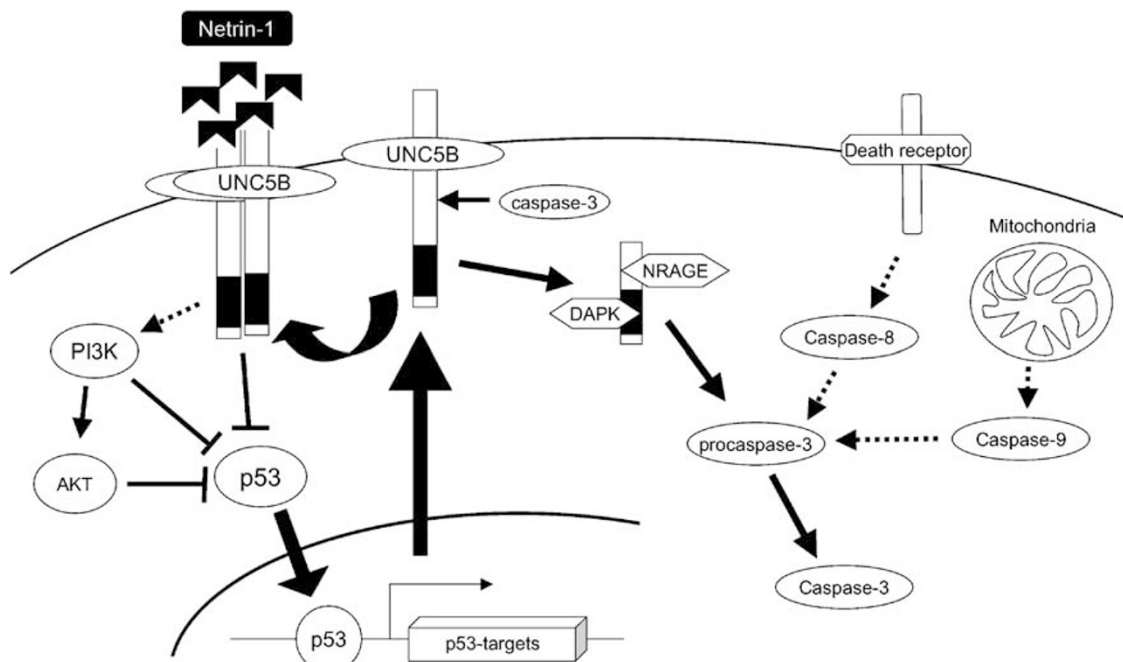 Netrin-1
UNC5B
UNC5B
caspase-3
Death receptor
Mitochondria
NRAGE
DAPK
PI3K
Caspase-8
AKT
p53
procaspase-3
Caspase-9
Caspase-3
p53
p53-targets